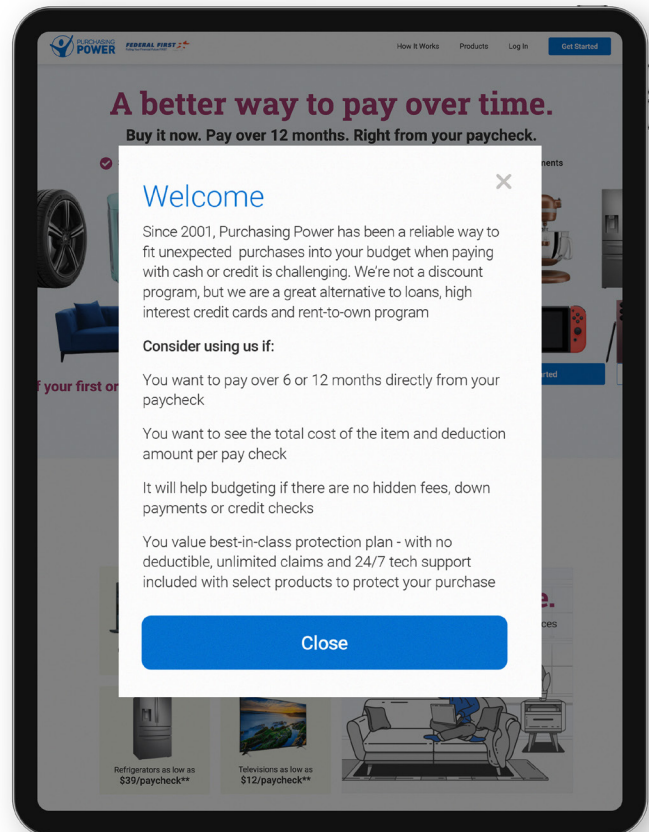 PURCHASING
POWER
FEDERAL FIRST
How It Works
Products
Log In
Get Started
A better way to pay over time.
Buy it now. Pay over 12 months. Right from your paycheck.
Welcome
Since 2001, Purchasing Power has been a reliable way to
fit unexpected purchases into your budget when paying
with cash or credit is challenging. We're not a discount
program, but we are a great alternative to loans, high
interest credit cards and rent-to-own program
Consider using us if:
You want to pay over 6 or 12 months directly from your
paycheck
You want to see the total cost of the item and deduction
amount per pay check
It will help budgeting if there are no hidden fees, down
payments or credit checks
You value best-in-class protection plan - with no
deductible, unlimited claims and 24/7 tech support
included with select products to protect your purchase
Close
your first
Refrigerators as low as
$39/paycheck**
Televisions as low as
$12/paycheck**